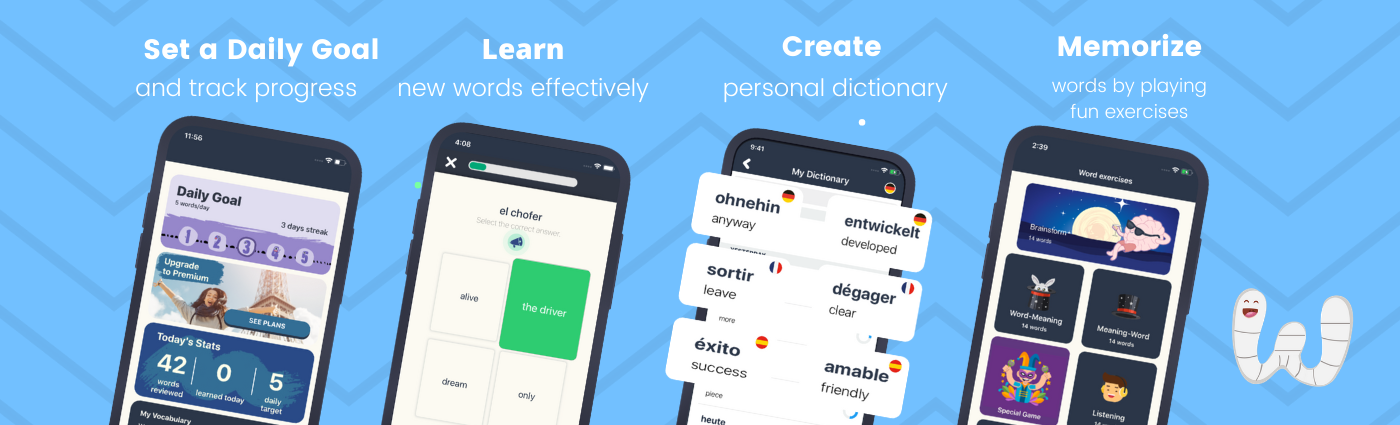 Set a Daily Goal
and track progress
Learn
new words effectively
Create
personal dictionary
Memorize
words by playing
fun exercises
11:56
Daily Goal
5 words/day
3 days streak
1 2 3 4 5
Upgrade
to Premium
SEE PLANS
Today's Stats
42
words
reviewed
0
learned today
5
daily
target
My Vocabulary
4:08
el chofer
Select the correct answer.
alive
the driver
dream
only
9:41
My Dictionary
ohnehin
anyway
entwickelt
developed
YESTERDAY
sortir
leave
dégager
clear
more
éxito
success
amable
friendly
piece
heute
2:39
Word exercises
Brainstorm
14 words
Word-Meaning
14 words
Meaning-Word
14 words
Special Game
Listening
W